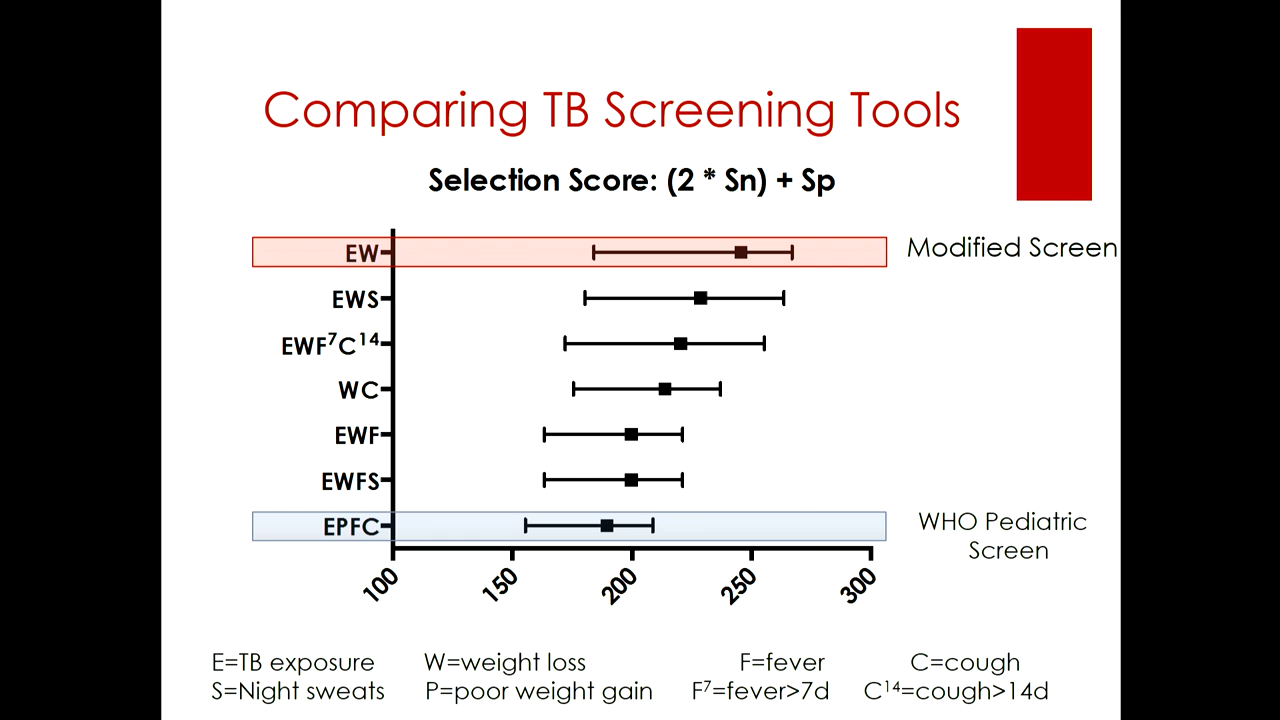 Comparing TB Screening Tools
Selection Score: (2 * Sn) + Sp
EW
Modified Screen
EWS
EWF⁷C¹⁴
WC
EWF
EWFS
EPFC
WHO Pediatric
Screen
100 150 200 250 300
E=TB exposure W=weight loss F=fever C=cough
S=Night sweats P=poor weight gain F⁷=fever>7d C¹⁴=cough>14d